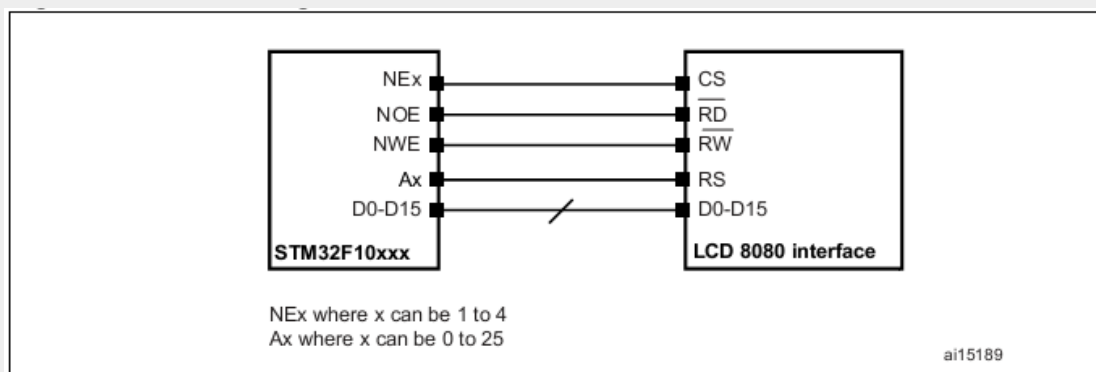 NEx CS
NOE RD
NWE RW
Ax RS
D0-D15 D0-D15
STM32F10xxx LCD 8080 interface
NEx where x can be 1 to 4
Ax where x can be 0 to 25
ai15189